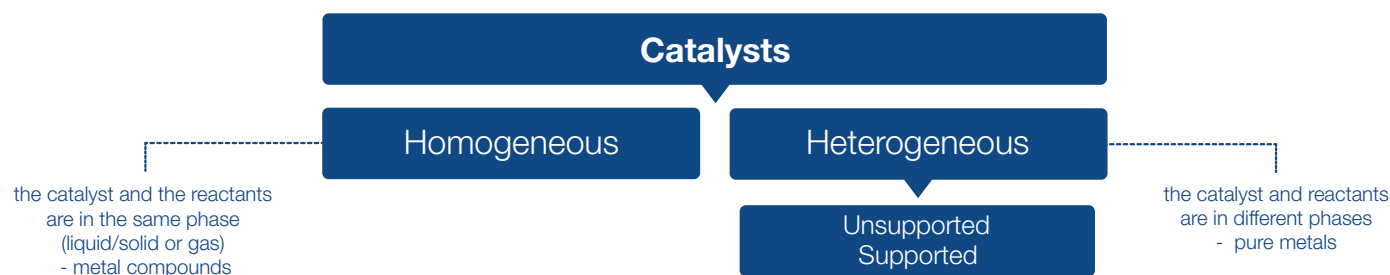 Catalysts
Homogeneous
Heterogeneous
the catalyst and the reactants
are in the same phase
(liquid/solid or gas)
- metal compounds
Unsupported
Supported
the catalyst and reactants
are in different phases
- pure metals